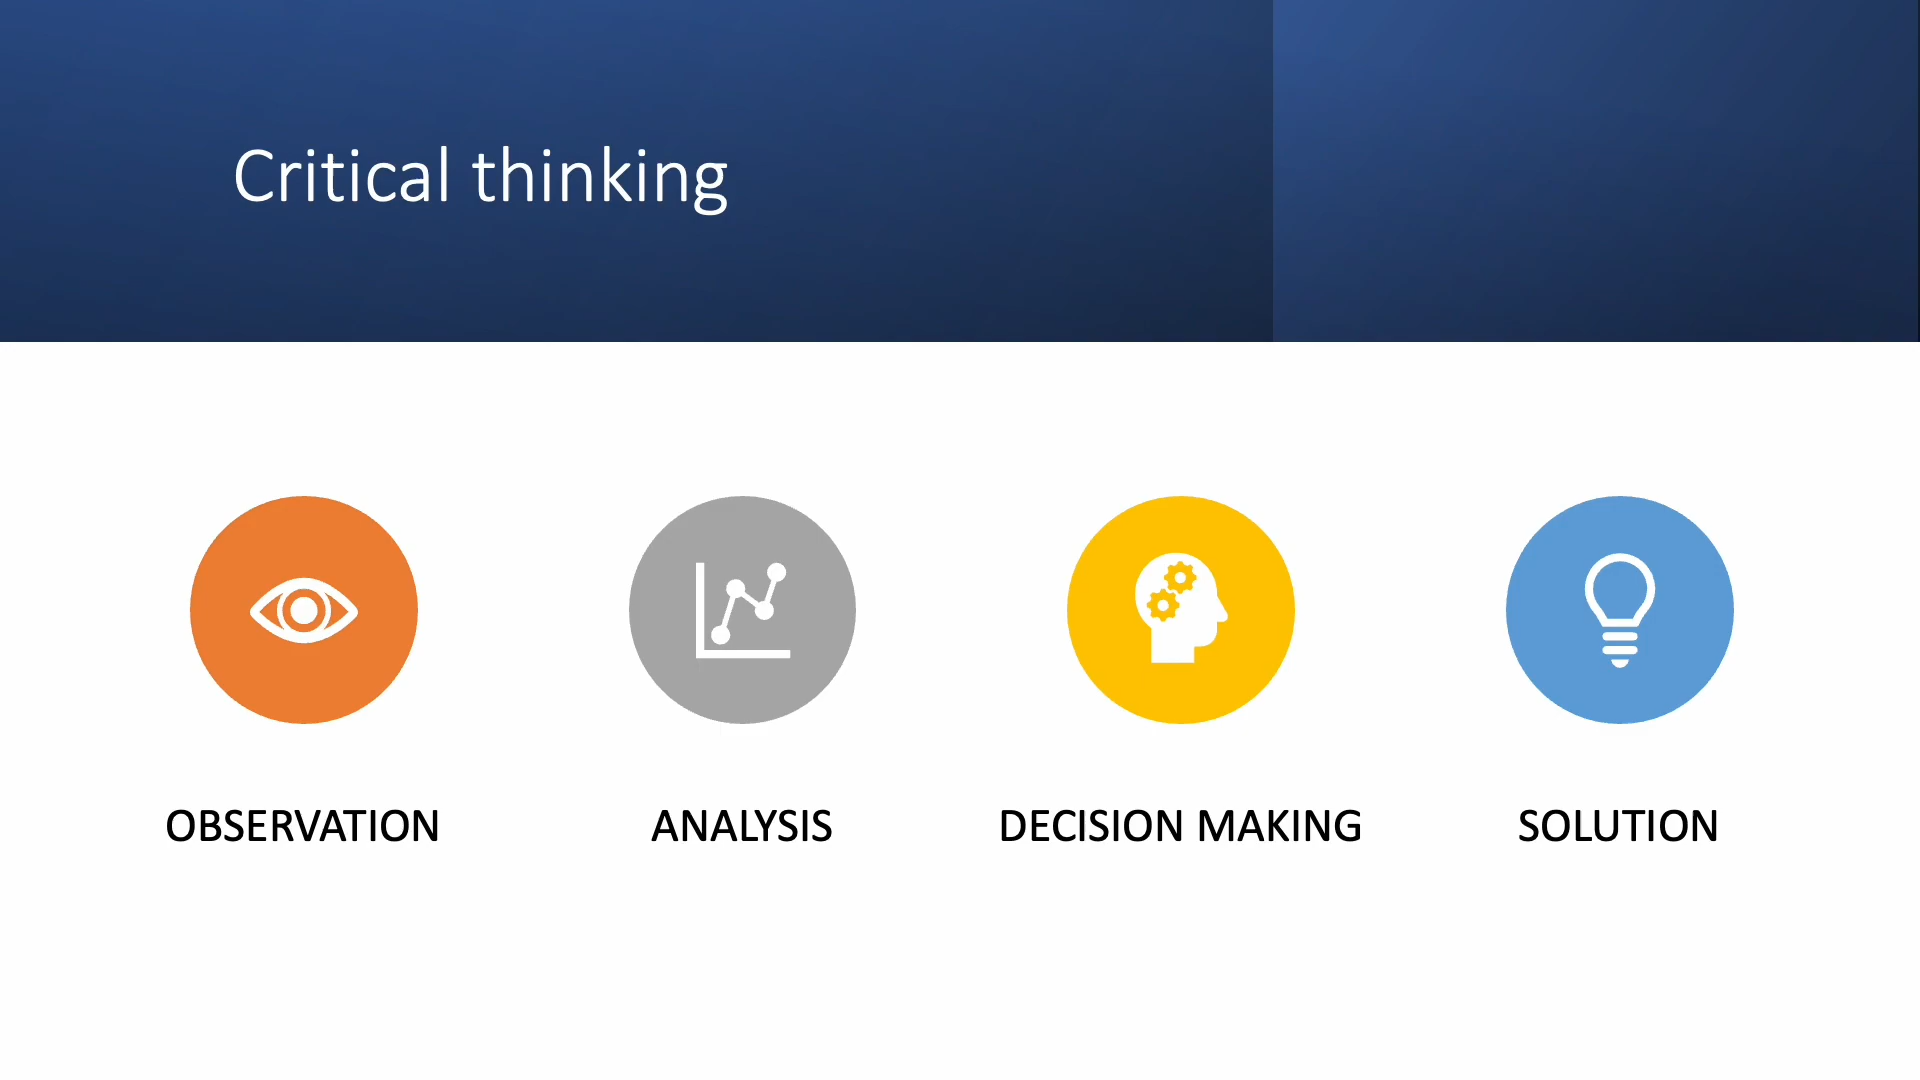 Critical thinking
OBSERVATION
ANALYSIS
DECISION MAKING
SOLUTION